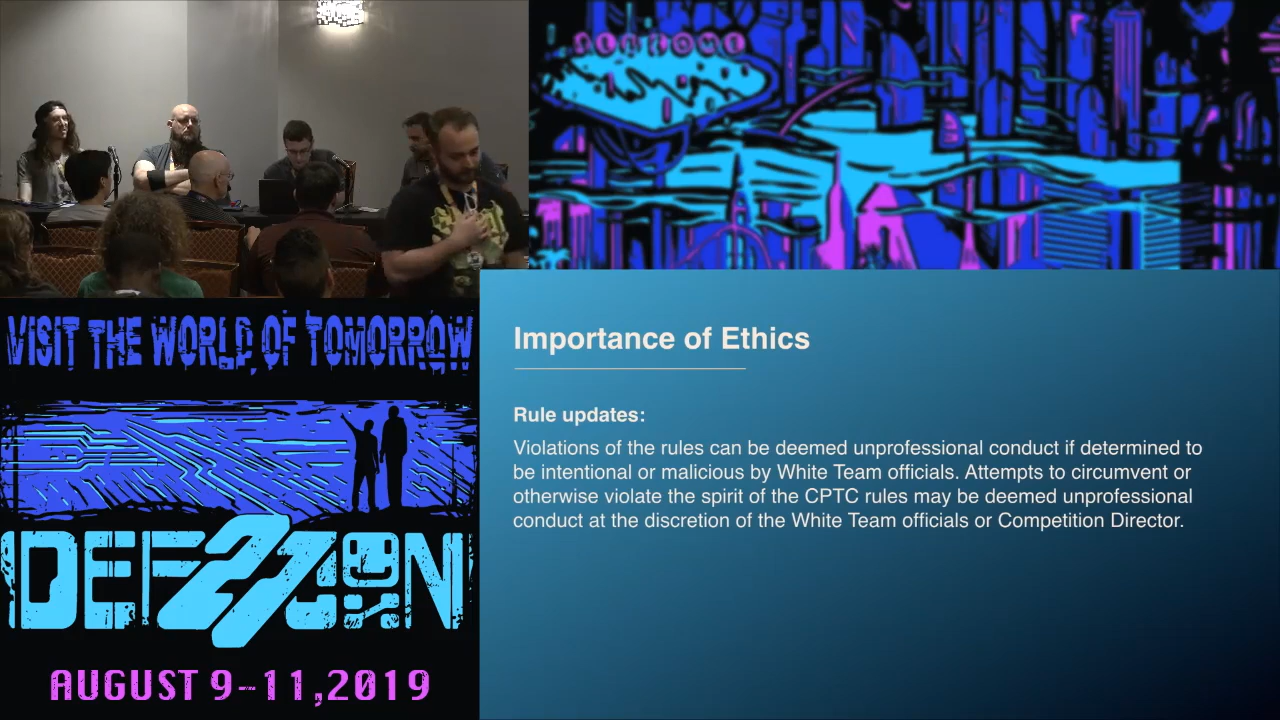 WELCOME
VISIT THE WORLD OF TOMORROW
DEF 27 CON
AUGUST 9-11,2019
Importance of Ethics
Rule updates:
Violations of the rules can be deemed unprofessional conduct if determined to
be intentional or malicious by White Team officials. Attempts to circumvent or
otherwise violate the spirit of the CPTC rules may be deemed unprofessional
conduct at the discretion of the White Team officials or Competition Director.